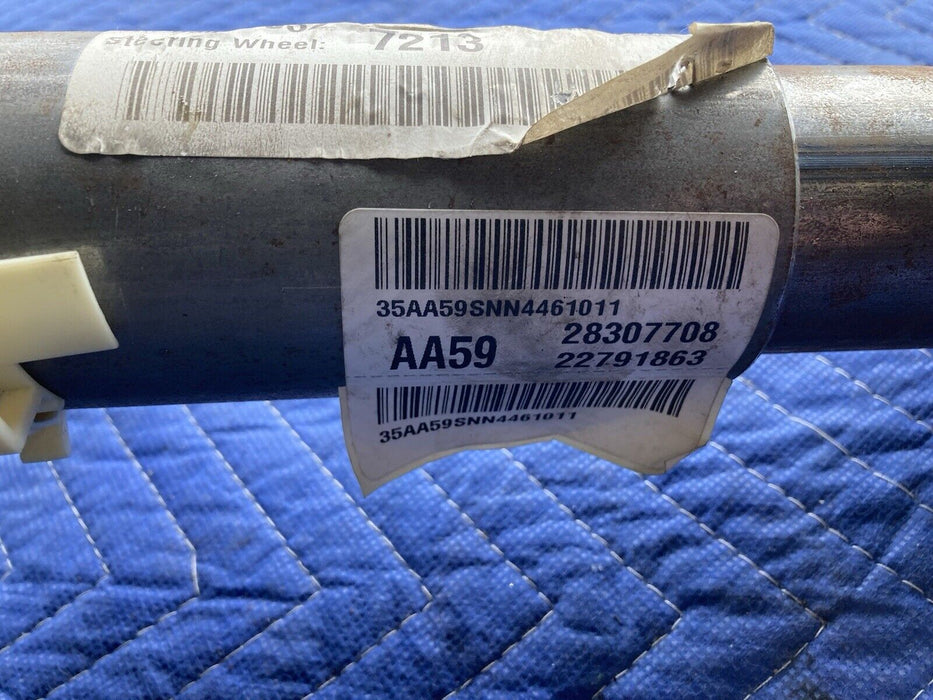 Steering Wheel: 7213
35AA59SNN4461011
AA59 28307708
22791863
35AA59SNN4461011